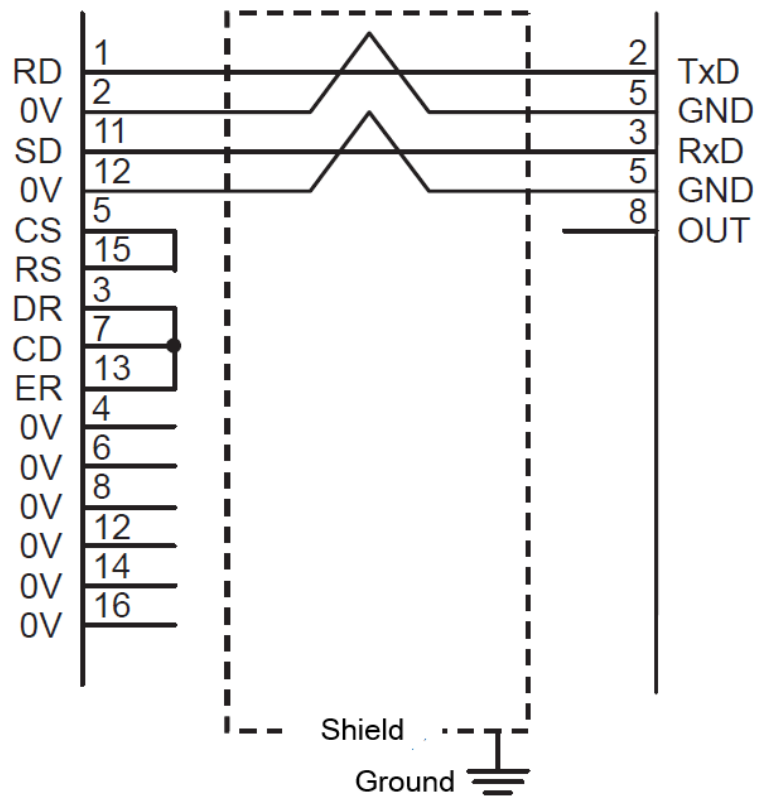 1 2
RD TxD
2 5
0V GND
11 3
SD RxD
12 5
0V GND
5 8
CS OUT
15
RS
3
DR
7
CD
13
ER
4
0V
6
0V
8
0V
12
0V
14
0V
16
0V
Shield
Ground